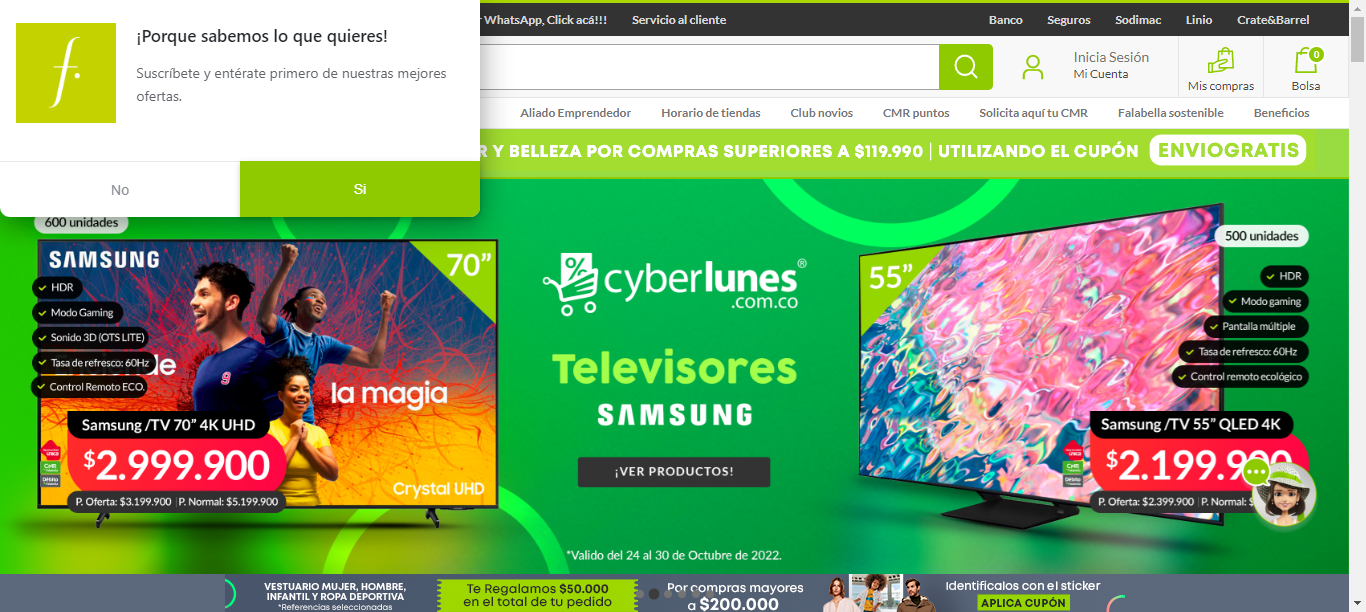 ¡Porque sabemos lo que quieres!
Suscríbete y entérate primero de nuestras mejores
ofertas.
No
Si
WhatsApp, Click acá!!!
Servicio al cliente
Banco
Seguros
Sodimac
Linio
Crate&Barrel
Inicia Sesión
Mi Cuenta
Mis compras
0
Bolsa
Aliado Emprendedor
Horario de tiendas
Club novios
CMR puntos
Solicita aquí tu CMR
Falabella sostenible
Beneficios
Y BELLEZA POR COMPRAS SUPERIORES A $119.990 | UTILIZANDO EL CUPÓN ENVIOGRATIS
600 unidades
SAMSUNG
70”
HDR
Modo Gaming
Sonido 3D (OTS LITE)
Tasa de refresco: 60Hz
Control Remoto ECO.
de
la magia
9
Samsung /TV 70” 4K UHD
$2.999.900
P. Oferta: $3.199.900 | P. Normal: $5.199.900
Crystal UHD
cyberlunes®
.com.co
Televisores
SAMSUNG
¡VER PRODUCTOS!
*Valido del 24 al 30 de Octubre de 2022.
500 unidades
55”
HDR
Modo gaming
Pantalla múltiple
Tasa de refresco: 60Hz
Control remoto ecológico
Samsung /TV 55” QLED 4K
$2.199.900
P. Oferta: $2.399.900 | P. Normal: $
VESTUARIO MUJER, HOMBRE,
INFANTIL Y ROPA DEPORTIVA
*Referencias seleccionadas
Te Regalamos $50.000
en el total de tu pedido
Por compras mayores
a $200.000
Identificalos con el sticker
APLICA CUPÓN